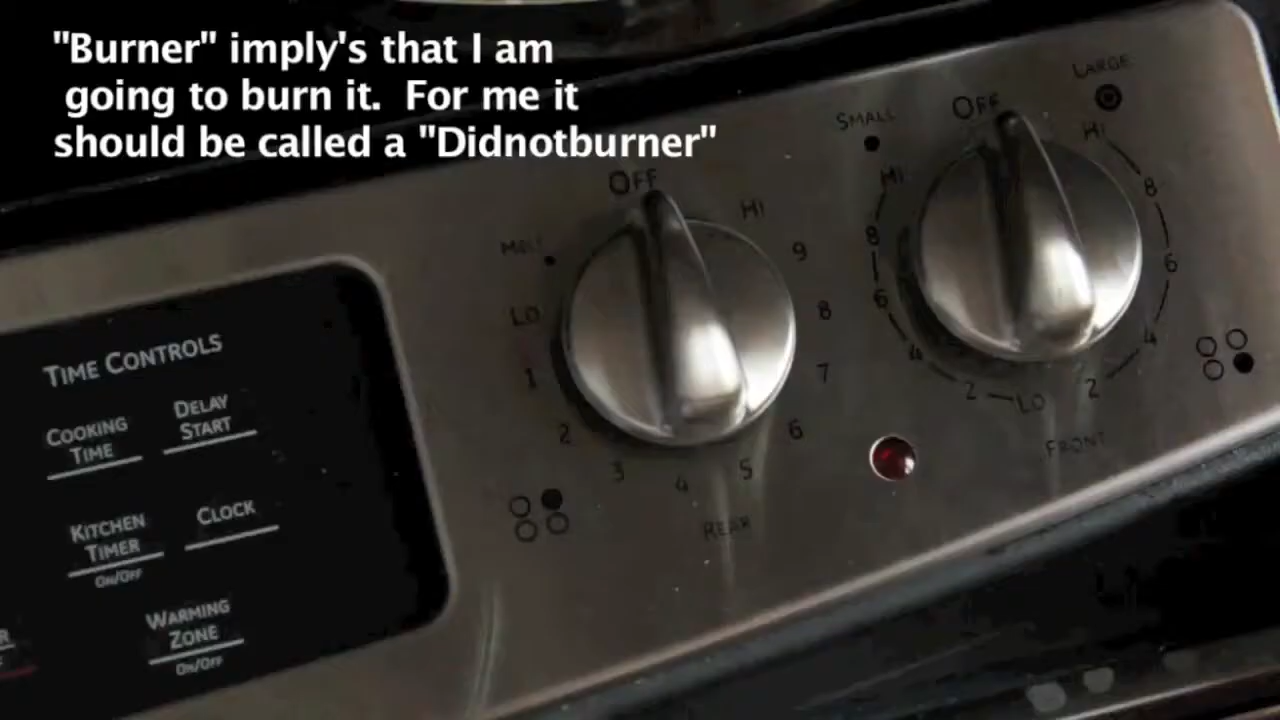 "Burner" imply's that I am
going to burn it.  For me it
should be called a "Didnotburner"
LARGE
SMALL
OFF
HI
HI
8
8
6
6
4
4
2
LO
2
FRONT
OFF
HI
MELT
9
LO
8
1
7
2
6
3
4
5
REAR
TIME CONTROLS
COOKING
TIME
DELAY
START
KITCHEN
TIMER
On/Off
CLOCK
WARMING
ZONE
On/Off